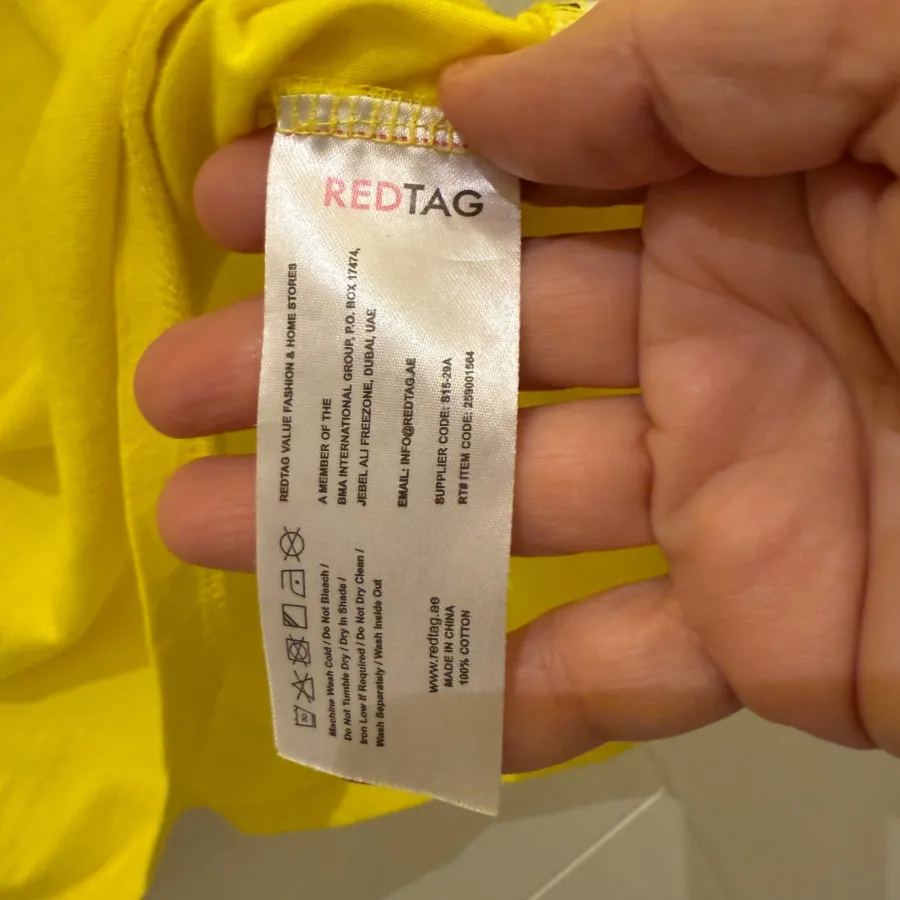 REDTAG
REDTAG VALUE FASHION & HOME STORES
A MEMBER OF THE
BMA INTERNATIONAL GROUP, P.O. BOX 17474,
JEBEL ALI FREEZONE, DUBAI, UAE
EMAIL: INFO@REDTAG.AE
SUPPLIER CODE: S15-29A
RT# ITEM CODE: 259001564
30
Machine Wash Cold / Do Not Bleach /
Do Not Tumble Dry / Dry In Shade /
Iron Low If Required / Do Not Dry Clean /
Wash Separately / Wash Inside Out
www.redtag.ae
MADE IN CHINA
100% COTTON